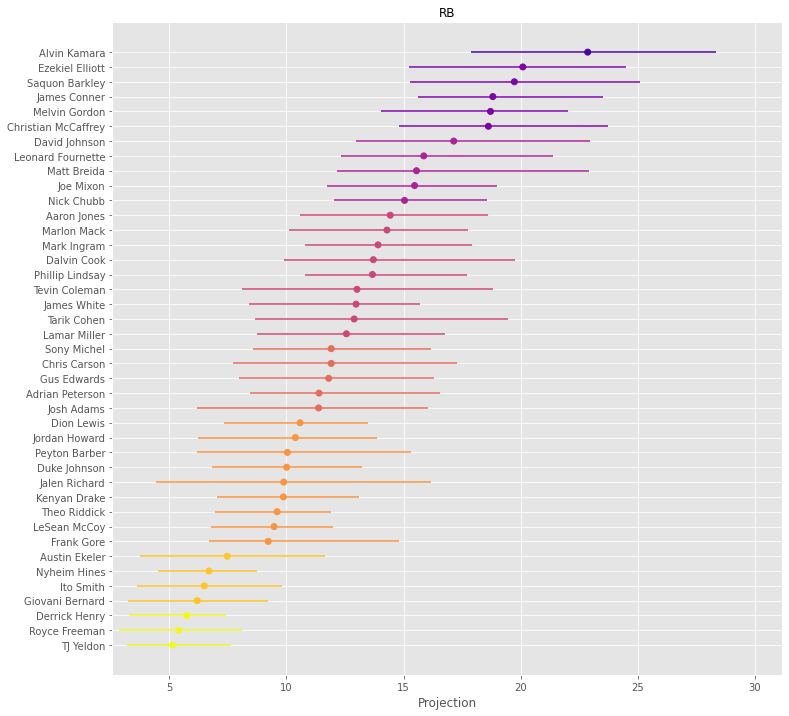 RB
Alvin Kamara
Ezekiel Elliott
Saquon Barkley
James Conner
Melvin Gordon
Christian McCaffrey
David Johnson
Leonard Fournette
Matt Breida
Joe Mixon
Nick Chubb
Aaron Jones
Marlon Mack
Mark Ingram
Dalvin Cook
Phillip Lindsay
Tevin Coleman
James White
Tarik Cohen
Lamar Miller
Sony Michel
Chris Carson
Gus Edwards
Adrian Peterson
Josh Adams
Dion Lewis
Jordan Howard
Peyton Barber
Duke Johnson
Jalen Richard
Kenyan Drake
Theo Riddick
LeSean McCoy
Frank Gore
Austin Ekeler
Nyheim Hines
Ito Smith
Giovani Bernard
Derrick Henry
Royce Freeman
TJ Yeldon
5 10 15 20 25 30
Projection